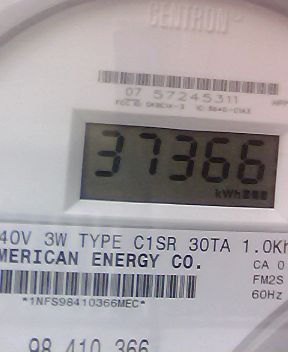 CENTRON
07 57245311
37366
kWh
40V 3W TYPE C1SR 30TA 1.0Kh
MERICAN ENERGY CO.
CA 0
FM2S
60Hz
*1NFS98410366MEC*
98 410 366